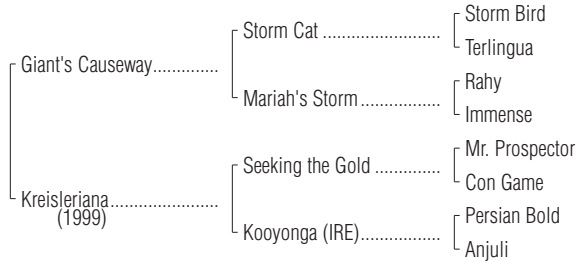 Storm Bird
Storm Cat ........................
Terlingua
Giant's Causeway.............
Rahy
Mariah's Storm ................
Immense
Mr. Prospector
Seeking the Gold .............
Con Game
Kreisleriana......................
(1999)
Persian Bold
Kooyonga (IRE)................
Anjuli